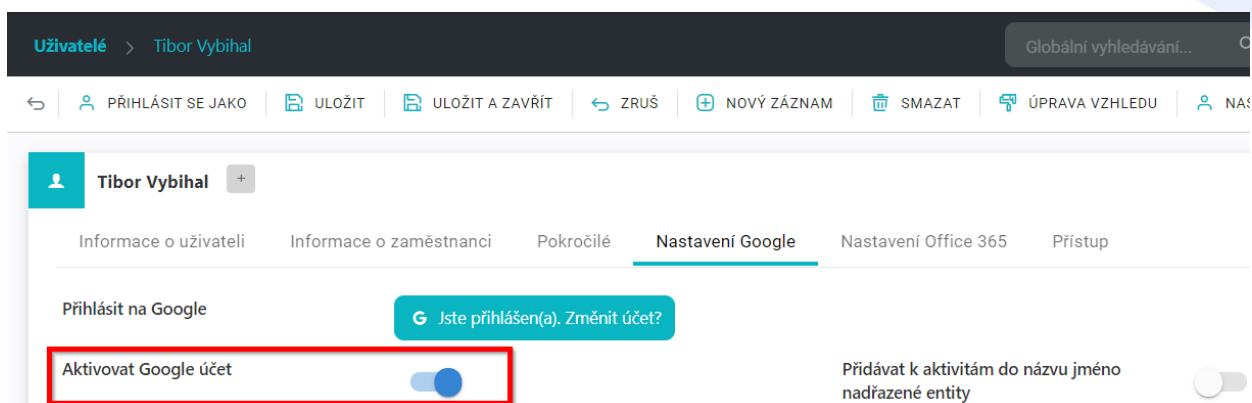 Uživatelé > Tibor Vybihal Globální vyhledávání...
PŘIHLÁSIT SE JAKO ULOŽIT ULOŽIT A ZAVŘÍT ZRUŠ NOVÝ ZÁZNAM SMAZAT ÚPRAVA VZHLEDU NAS
Tibor Vybihal +
Informace o uživateli Informace o zaměstnanci Pokročilé Nastavení Google Nastavení Office 365 Přístup
Přihlásit na Google G Jste přihlášen(a). Změnit účet?
Aktivovat Google účet Přidávat k aktivitám do názvu jméno
nadřazené entity